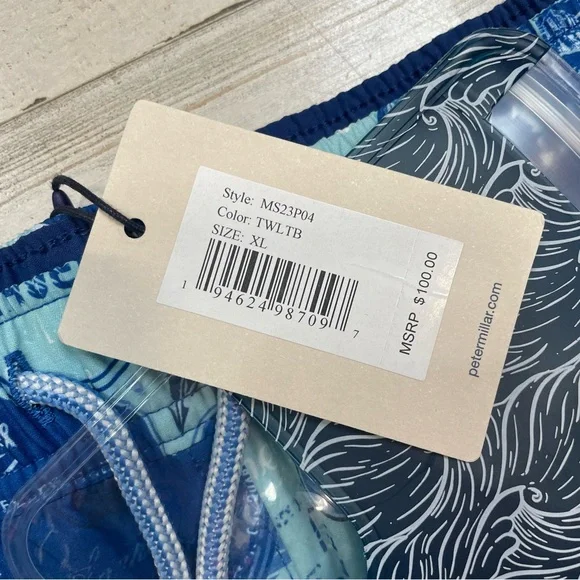 Style: MS23P04
Color: TWLTB
SIZE: XL
1 94624 98709 7
MSRP $100.00
petermillar.com